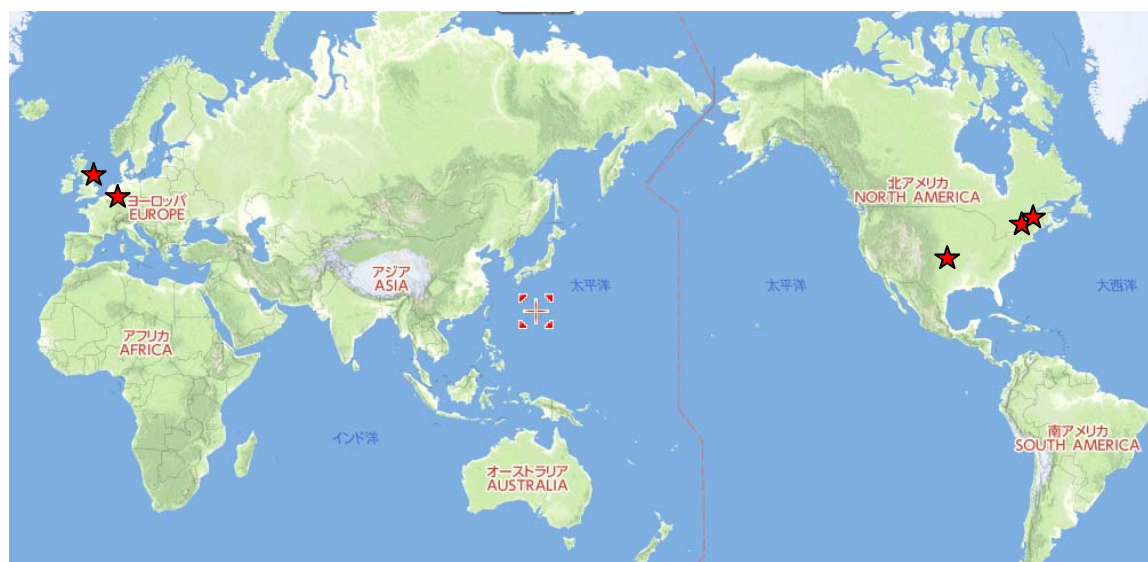 北アメリカ
NORTH AMERICA
ヨーロッパ
EUROPE
アジア
ASIA
太平洋
太平洋
大西洋
アフリカ
AFRICA
インド洋
南アメリカ
SOUTH AMERICA
オーストラリア
AUSTRALIA